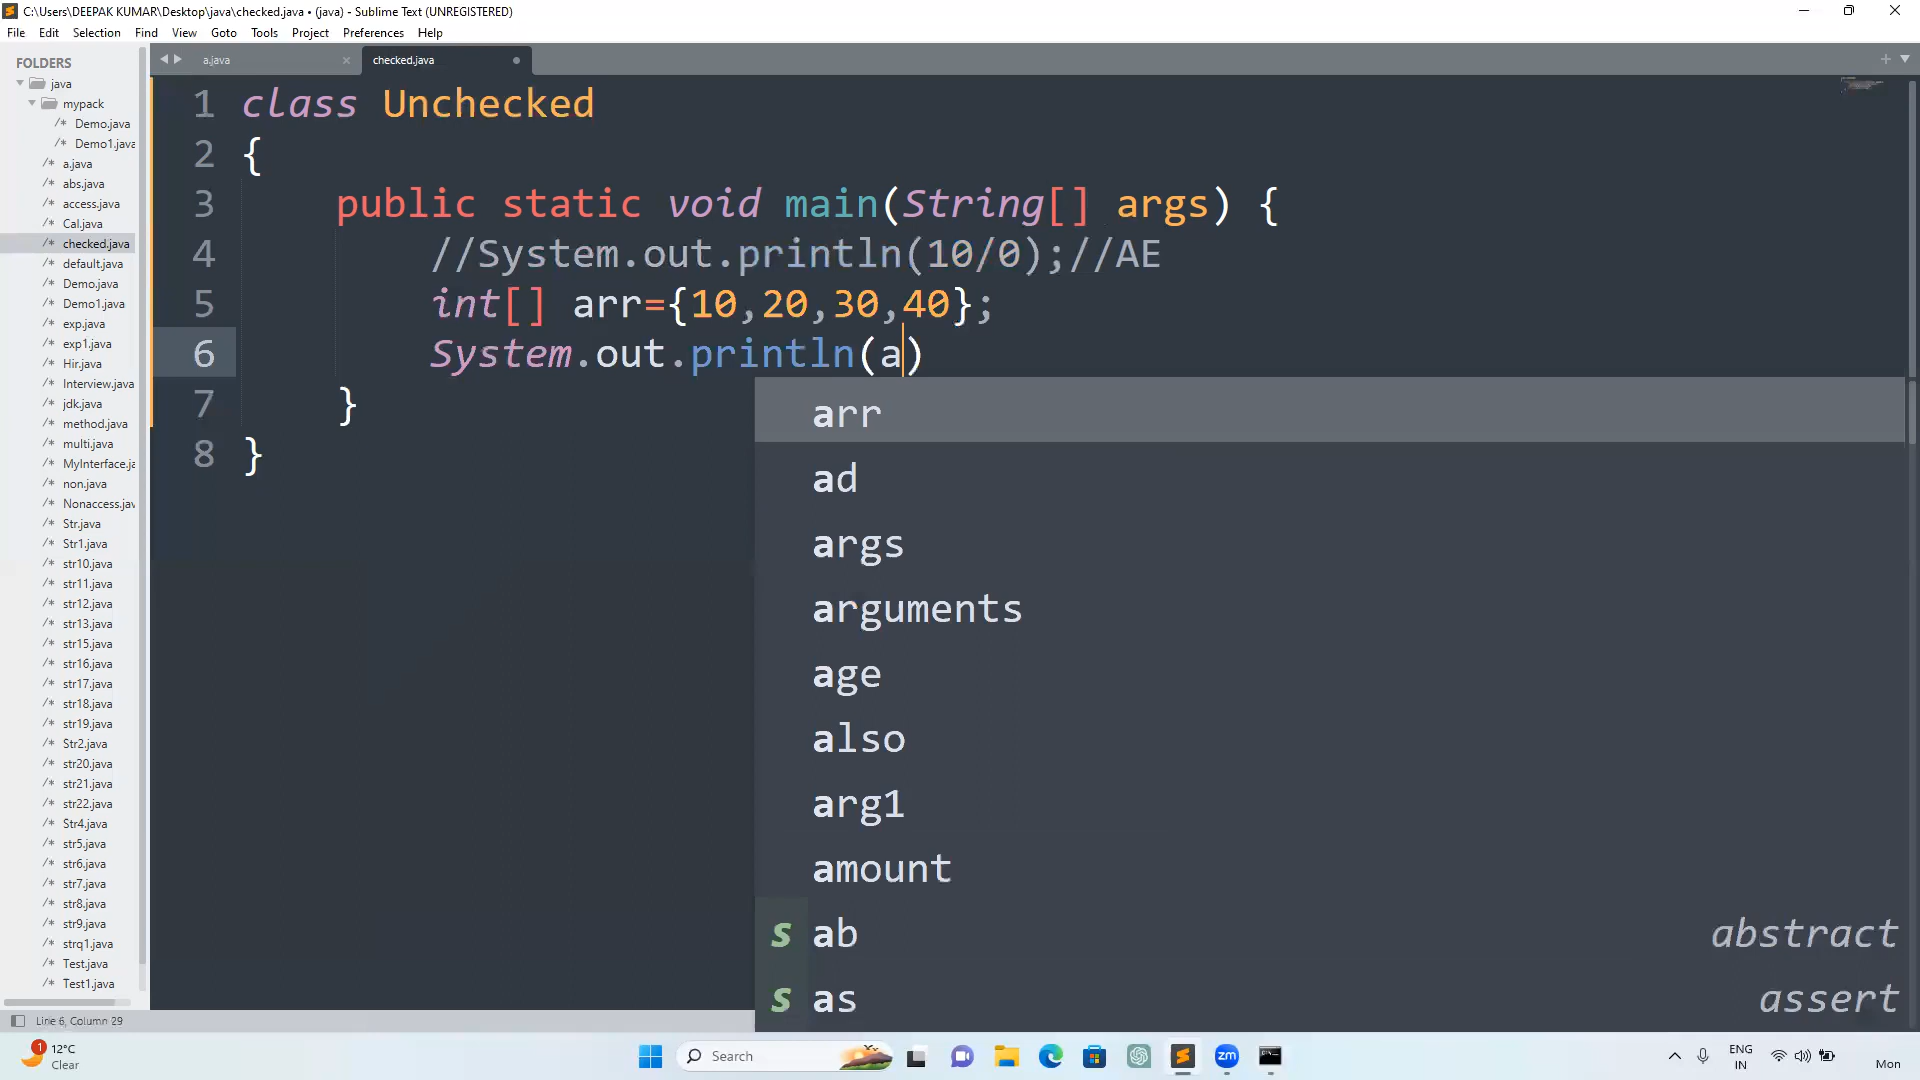 C:\Users\DEEPAK KUMAR\Desktop\java\checked.java • (java) - Sublime Text (UNREGISTERED)
File Edit Selection Find View Goto Tools Project Preferences Help
FOLDERS
java
mypack
/* Demo.java
/* Demo1.java
/* a.java
/* abs.java
/* access.java
/* Cal.java
/* checked.java
/* default.java
/* Demo.java
/* Demo1.java
/* exp.java
/* exp1.java
/* Hir.java
/* Interview.java
/* jdk.java
/* method.java
/* multi.java
/* MyInterface.ja
/* non.java
/* Nonaccess.jav
/* Str.java
/* Str1.java
/* str10.java
/* str11.java
/* str12.java
/* str13.java
/* str15.java
/* str16.java
/* str17.java
/* str18.java
/* str19.java
/* Str2.java
/* str20.java
/* str21.java
/* str22.java
/* Str4.java
/* str5.java
/* str6.java
/* str7.java
/* str8.java
/* str9.java
/* strq1.java
/* Test.java
/* Test1.java
a.java
checked.java
1 class Unchecked
2 {
3 public static void main(String[] args) {
4 //System.out.println(10/0);//AE
5 int[] arr={10,20,30,40};
6 System.out.println(a)
7 }
8 }
arr
ad
args
arguments
age
also
arg1
amount
s ab abstract
s as assert
Line 6, Column 29
1
12°C
Clear
Search
zm
ENG
IN
Mon